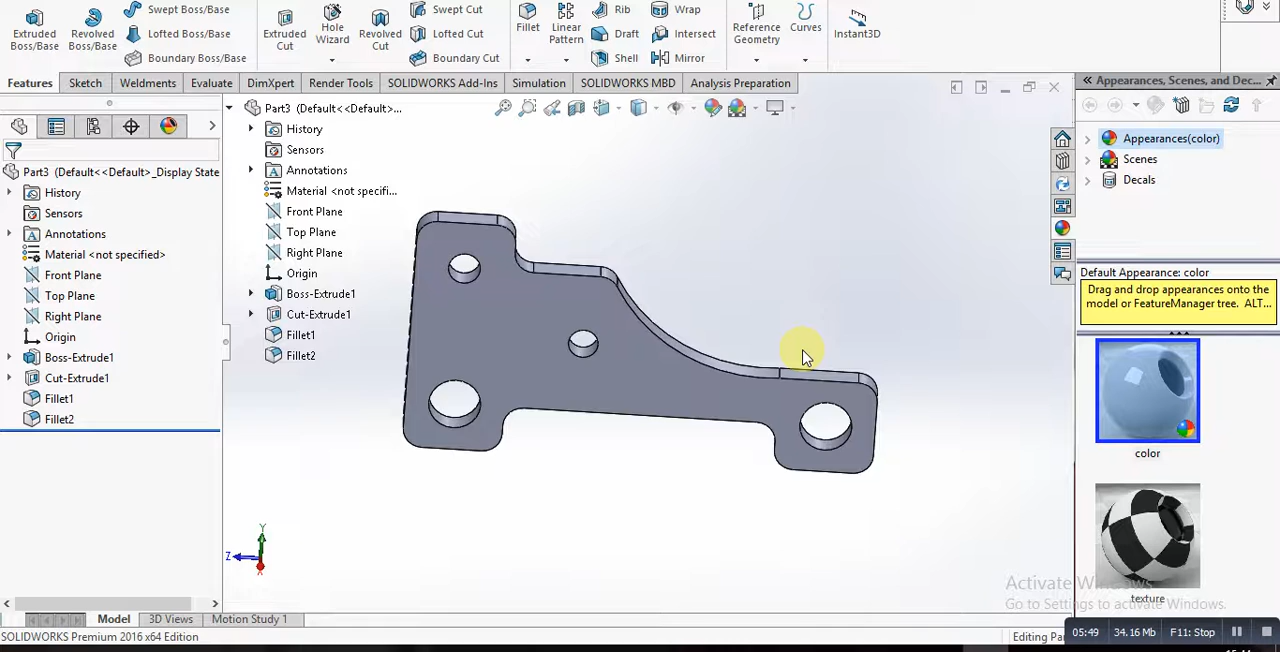 Extruded Boss/Base
Revolved Boss/Base
Swept Boss/Base
Lofted Boss/Base
Boundary Boss/Base
Extruded Cut
Hole Wizard
Revolved Cut
Swept Cut
Lofted Cut
Boundary Cut
Fillet
Linear Pattern
Rib
Draft
Shell
Wrap
Intersect
Mirror
Reference Geometry
Curves
Instant3D
Features
Sketch
Weldments
Evaluate
DimXpert
Render Tools
SOLIDWORKS Add-Ins
Simulation
SOLIDWORKS MBD
Analysis Preparation
Part3 (Default<<Default>_Display State
History
Sensors
Annotations
Material <not specified>
Front Plane
Top Plane
Right Plane
Origin
Boss-Extrude1
Cut-Extrude1
Fillet1
Fillet2
Part3 (Default<<Default>...
History
Sensors
Annotations
Material <not specifi...
Front Plane
Top Plane
Right Plane
Origin
Boss-Extrude1
Cut-Extrude1
Fillet1
Fillet2
Y
Z
X
Appearances, Scenes, and Dec...
Appearances(color)
Scenes
Decals
Default Appearance: color
Drag and drop appearances onto the
model or FeatureManager tree. ALT...
color
texture
Activate Windows
Go to Settings to activate Windows.
Model
3D Views
Motion Study 1
SOLIDWORKS Premium 2016 x64 Edition
Editing Pa
05:49
34.16 Mb
F11: Stop